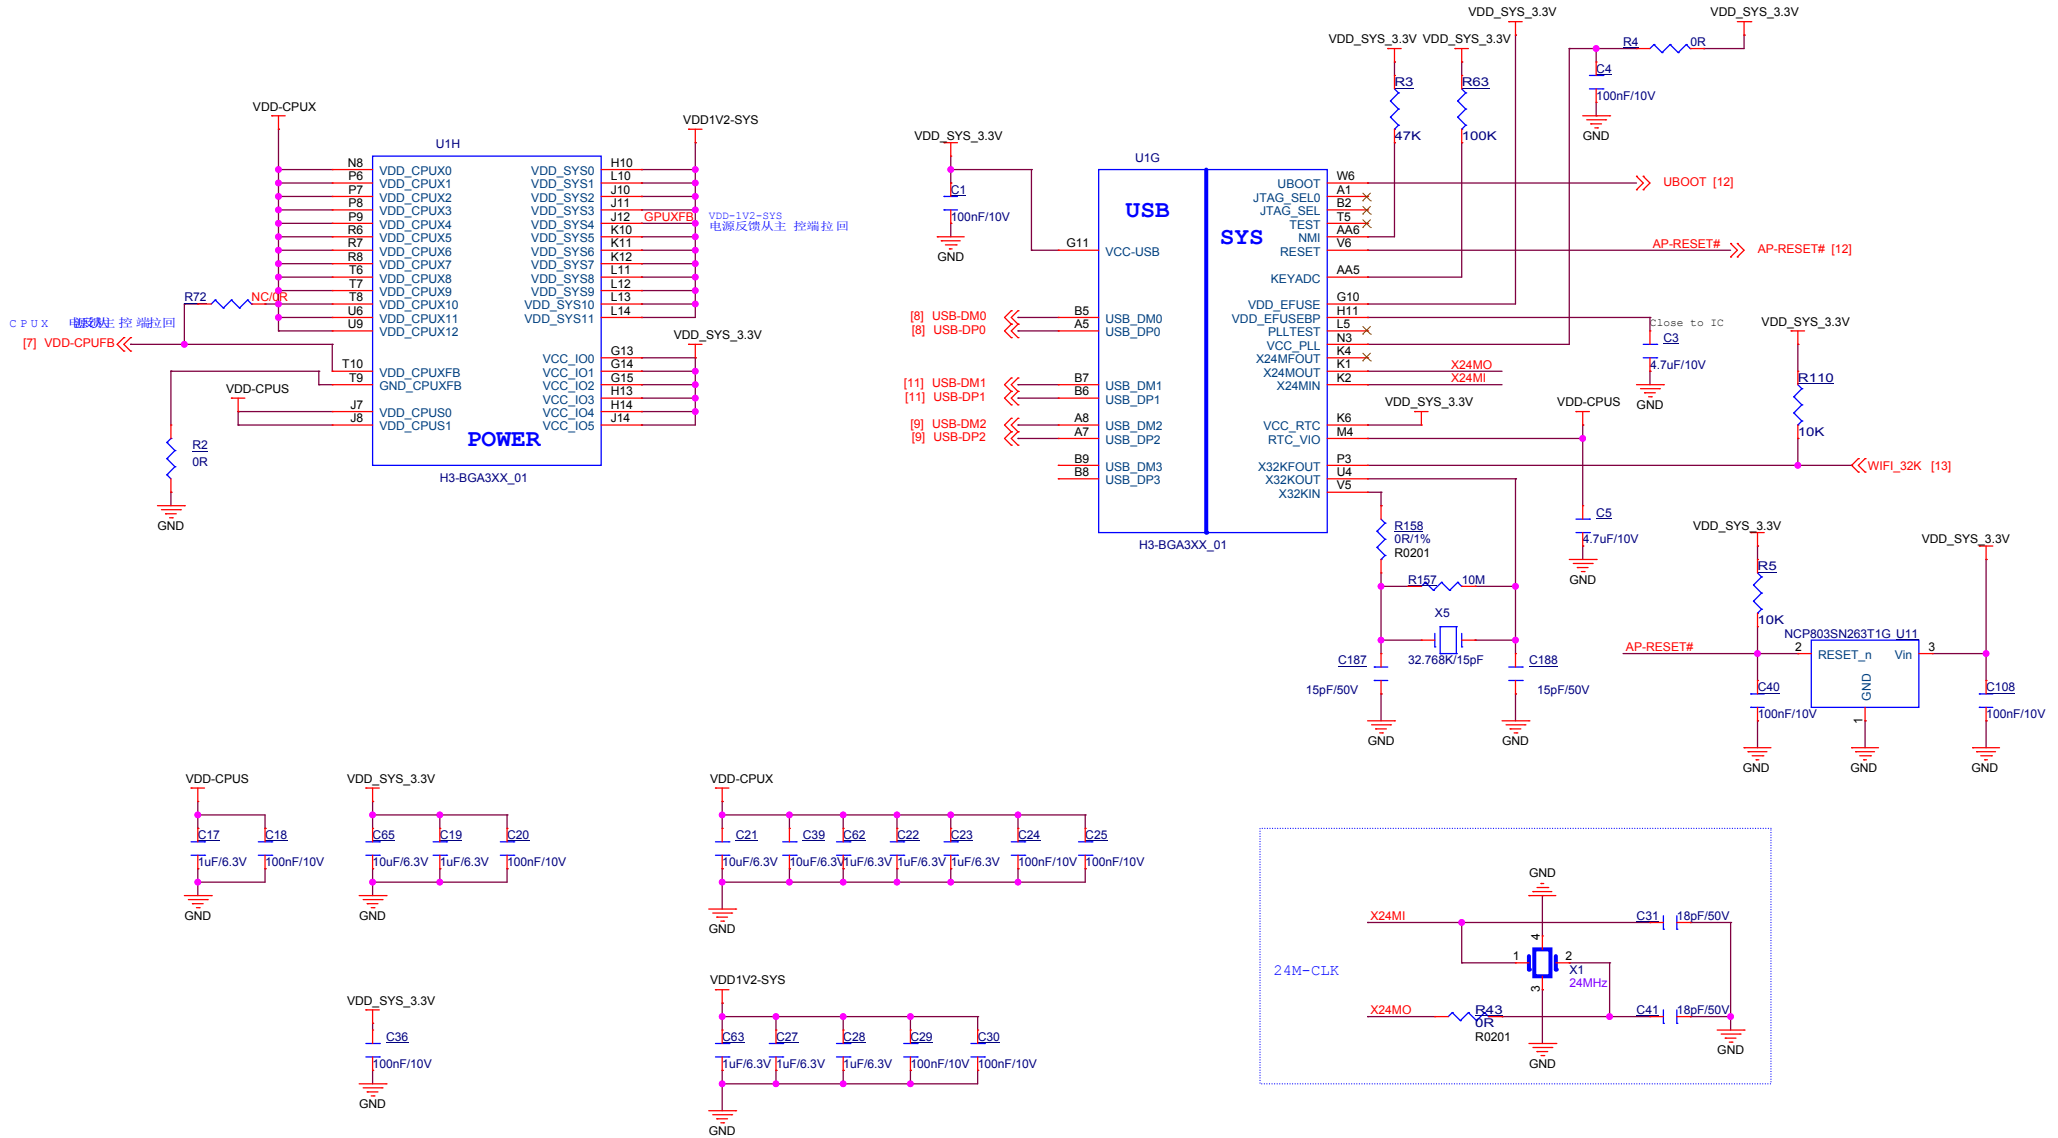 VDD_SYS_3.3V
VDD_SYS_3.3V
VDD_SYS_3.3V VDD_SYS_3.3V
R4 0R
C4
100nF/10V
GND
R3
47K
R63
100K
VDD-CPUX
VDD1V2-SYS
U1H
N8 VDD_CPUX0 VDD_SYS0 H10
P6 VDD_CPUX1 VDD_SYS1 L10
P7 VDD_CPUX2 VDD_SYS2 J10
P8 VDD_CPUX3 VDD_SYS3 J11
P9 VDD_CPUX4 VDD_SYS4 J12 GPUXFB
R6 VDD_CPUX5 VDD_SYS5 K10
R7 VDD_CPUX6 VDD_SYS6 K11
R8 VDD_CPUX7 VDD_SYS7 K12
T6 VDD_CPUX8 VDD_SYS8 L11
T7 VDD_CPUX9 VDD_SYS9 L12
T8 VDD_CPUX10 VDD_SYS10 L13
U6 VDD_CPUX11 VDD_SYS11 L14
U9 VDD_CPUX12
VDD-1V2-SYS
电源反馈从主 控端拉回
R72 NC/0R
CPUX 主控 端拉回
[7] VDD-CPUFB
VDD_SYS_3.3V
VCC_IO0 G13
T10 VDD_CPUXFB VCC_IO1 G14
T9 GND_CPUXFB VCC_IO2 G15
VCC_IO3 H13
J7 VDD_CPUS0 VCC_IO4 H14
J8 VDD_CPUS1 VCC_IO5 J14
VDD-CPUS
POWER
H3-BGA3XX_01
R2
0R
GND
VDD_SYS_3.3V
C1
100nF/10V
GND
U1G
USB
SYS
G11 VCC-USB
[8] USB-DM0 B5 USB_DM0
[8] USB-DP0 A5 USB_DP0
[11] USB-DM1 B7 USB_DM1
[11] USB-DP1 B6 USB_DP1
[9] USB-DM2 A8 USB_DM2
[9] USB-DP2 A7 USB_DP2
B9 USB_DM3
B8 USB_DP3
UBOOT W6 UBOOT [12]
JTAG_SEL0 A1
JTAG_SEL B2
TEST T5
NMI AA6
RESET V6 AP-RESET# AP-RESET# [12]
KEYADC AA5
VDD_EFUSE G10
VDD_EFUSEBP H11
PLLTEST L5
VCC_PLL N3
X24MFOUT K4
X24MOUT K1 X24MO
X24MIN K2 X24MI
VCC_RTC K6
RTC_VIO M4
X32KFOUT P3
X32KOUT U4
X32KIN V5
H3-BGA3XX_01
Close to IC
C3
4.7uF/10V
GND
VDD_SYS_3.3V
R110
10K
VDD_SYS_3.3V
VDD-CPUS
WIFI_32K [13]
C5
4.7uF/10V
GND
R158
0R/1%
R0201
R157 10M
X5
32.768K/15pF
C187
15pF/50V
GND
C188
15pF/50V
GND
VDD_SYS_3.3V
R5
10K
VDD_SYS_3.3V
NCP803SN263T1G U11
AP-RESET# 2 RESET_n Vin 3
GND
1
C40
100nF/10V
GND
GND
C108
100nF/10V
GND
VDD-CPUS
C17
1uF/6.3V
C18
100nF/10V
GND
VDD_SYS_3.3V
C65
10uF/6.3V
C19
1uF/6.3V
C20
100nF/10V
GND
VDD-CPUX
C21
10uF/6.3V
C39
10uF/6.3V
C62
1uF/6.3V
C22
1uF/6.3V
C23
1uF/6.3V
C24
100nF/10V
C25
100nF/10V
GND
VDD_SYS_3.3V
C36
100nF/10V
GND
VDD1V2-SYS
C63
1uF/6.3V
C27
1uF/6.3V
C28
1uF/6.3V
C29
100nF/10V
C30
100nF/10V
GND
24M-CLK
GND
X24MI
C31 18pF/50V
4
1 2
X1
24MHz
3
X24MO
R43
0R
R0201
C41 18pF/50V
GND
GND